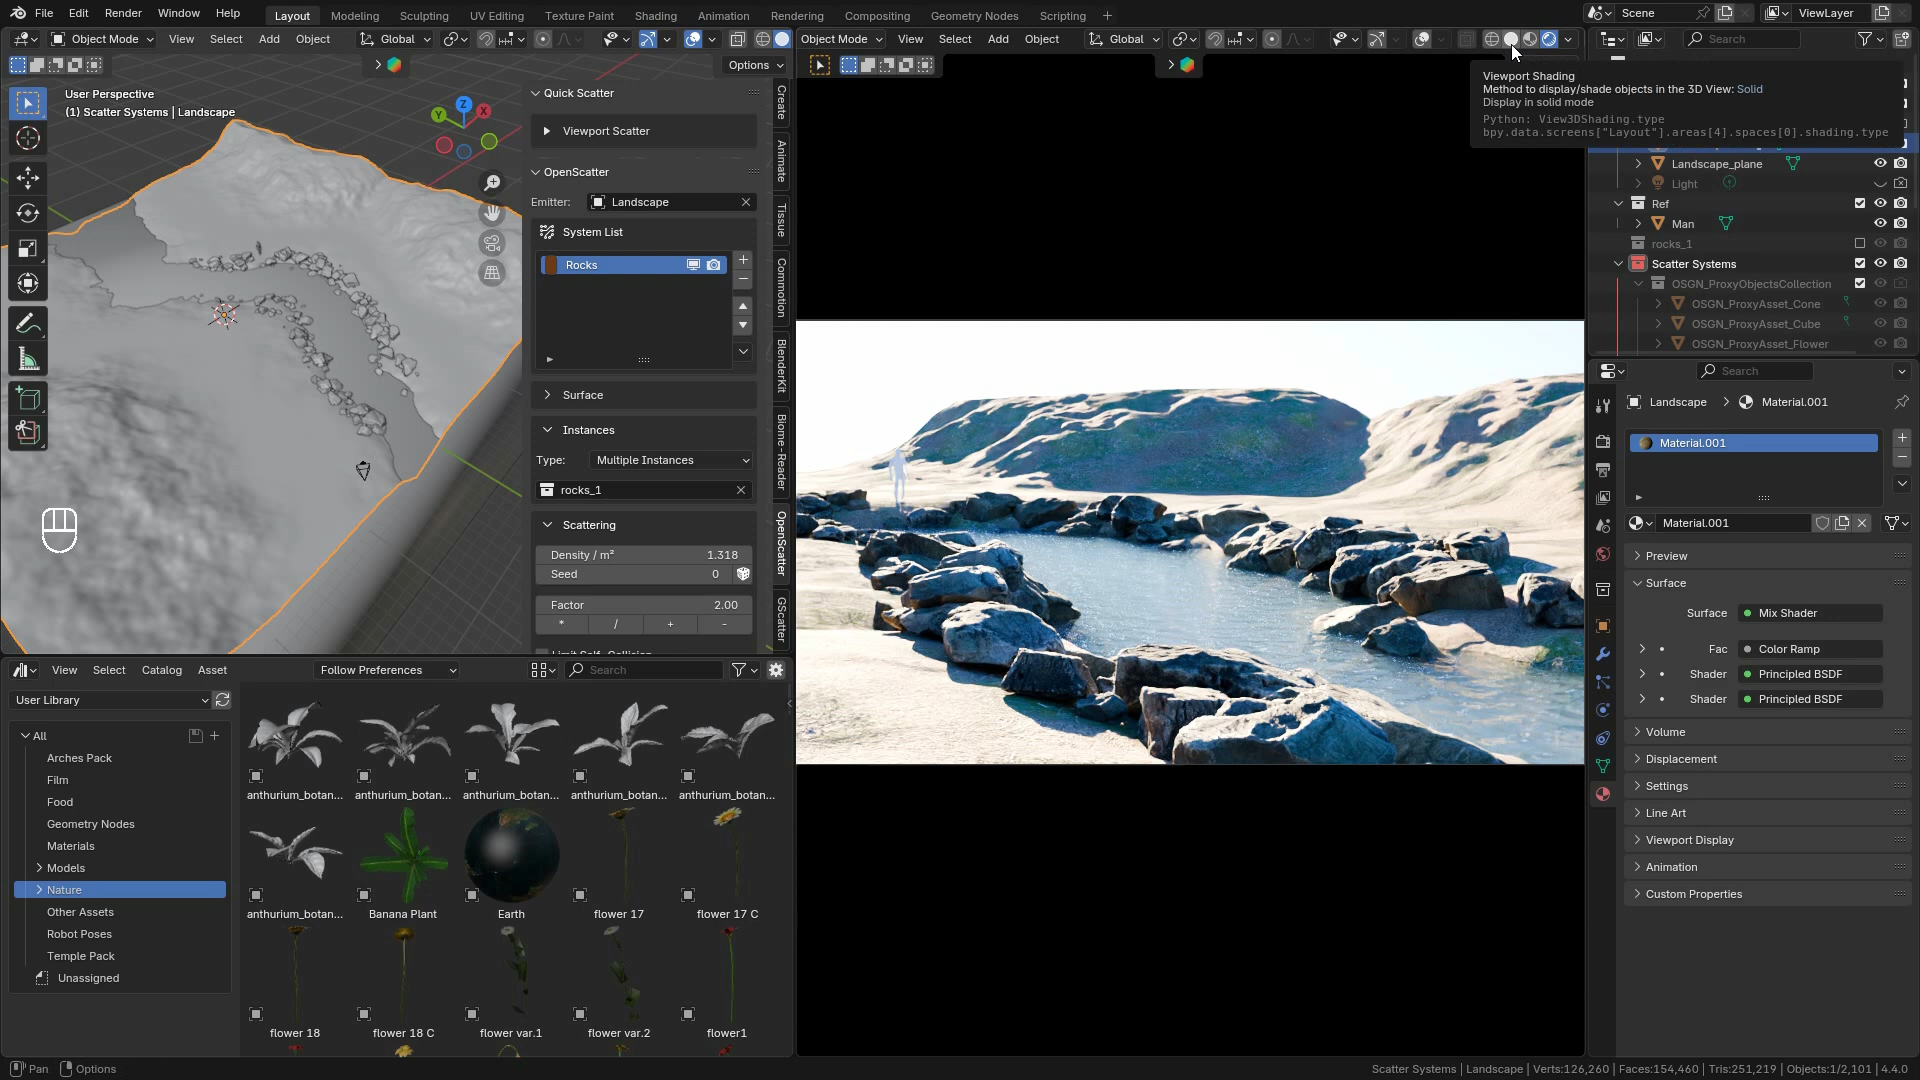 File Edit Render Window Help
Layout Modeling Sculpting UV Editing Texture Paint Shading Animation Rendering Compositing Geometry Nodes Scripting +
Scene
ViewLayer
Object Mode View Select Add Object Global
Options
User Perspective
(1) Scatter Systems | Landscape
Z
Y
X
Quick Scatter
Viewport Scatter
OpenScatter
Emitter: Landscape
System List
Rocks
Surface
Instances
Type: Multiple Instances
rocks_1
Scattering
Density / m² 1.318
Seed 0
Factor 2.00
* / + -
Create
Animate
Tissue
Commotion
BlenderKit
Biome-Reader
OpenScatter
GScatter
Object Mode View Select Add Object Global
Viewport Shading
Method to display/shade objects in the 3D View: Solid
Display in solid mode
Python: View3DShading.type
bpy.data.screens["Layout"].areas[4].spaces[0].shading.type
Search
Landscape_plane
Light
Ref
Man
rocks_1
Scatter Systems
OSGN_ProxyObjectsCollection
OSGN_ProxyAsset_Cone
OSGN_ProxyAsset_Cube
OSGN_ProxyAsset_Flower
Search
Landscape > Material.001
Material.001
Material.001
Preview
Surface
Surface Mix Shader
Fac Color Ramp
Shader Principled BSDF
Shader Principled BSDF
Volume
Displacement
Settings
Line Art
Viewport Display
Animation
Custom Properties
View Select Catalog Asset Follow Preferences Search
User Library
All
Arches Pack
Film
Food
Geometry Nodes
Materials
Models
Nature
Other Assets
Robot Poses
Temple Pack
Unassigned
anthurium_botan... anthurium_botan... anthurium_botan... anthurium_botan... anthurium_botan...
anthurium_botan... Banana Plant Earth flower 17 flower 17 C
flower 18 flower 18 C flower var.1 flower var.2 flower1
Pan Options
Scatter Systems | Landscape | Verts:126,260 | Faces:154,460 | Tris:251,219 | Objects:1/2,101 | 4.4.0